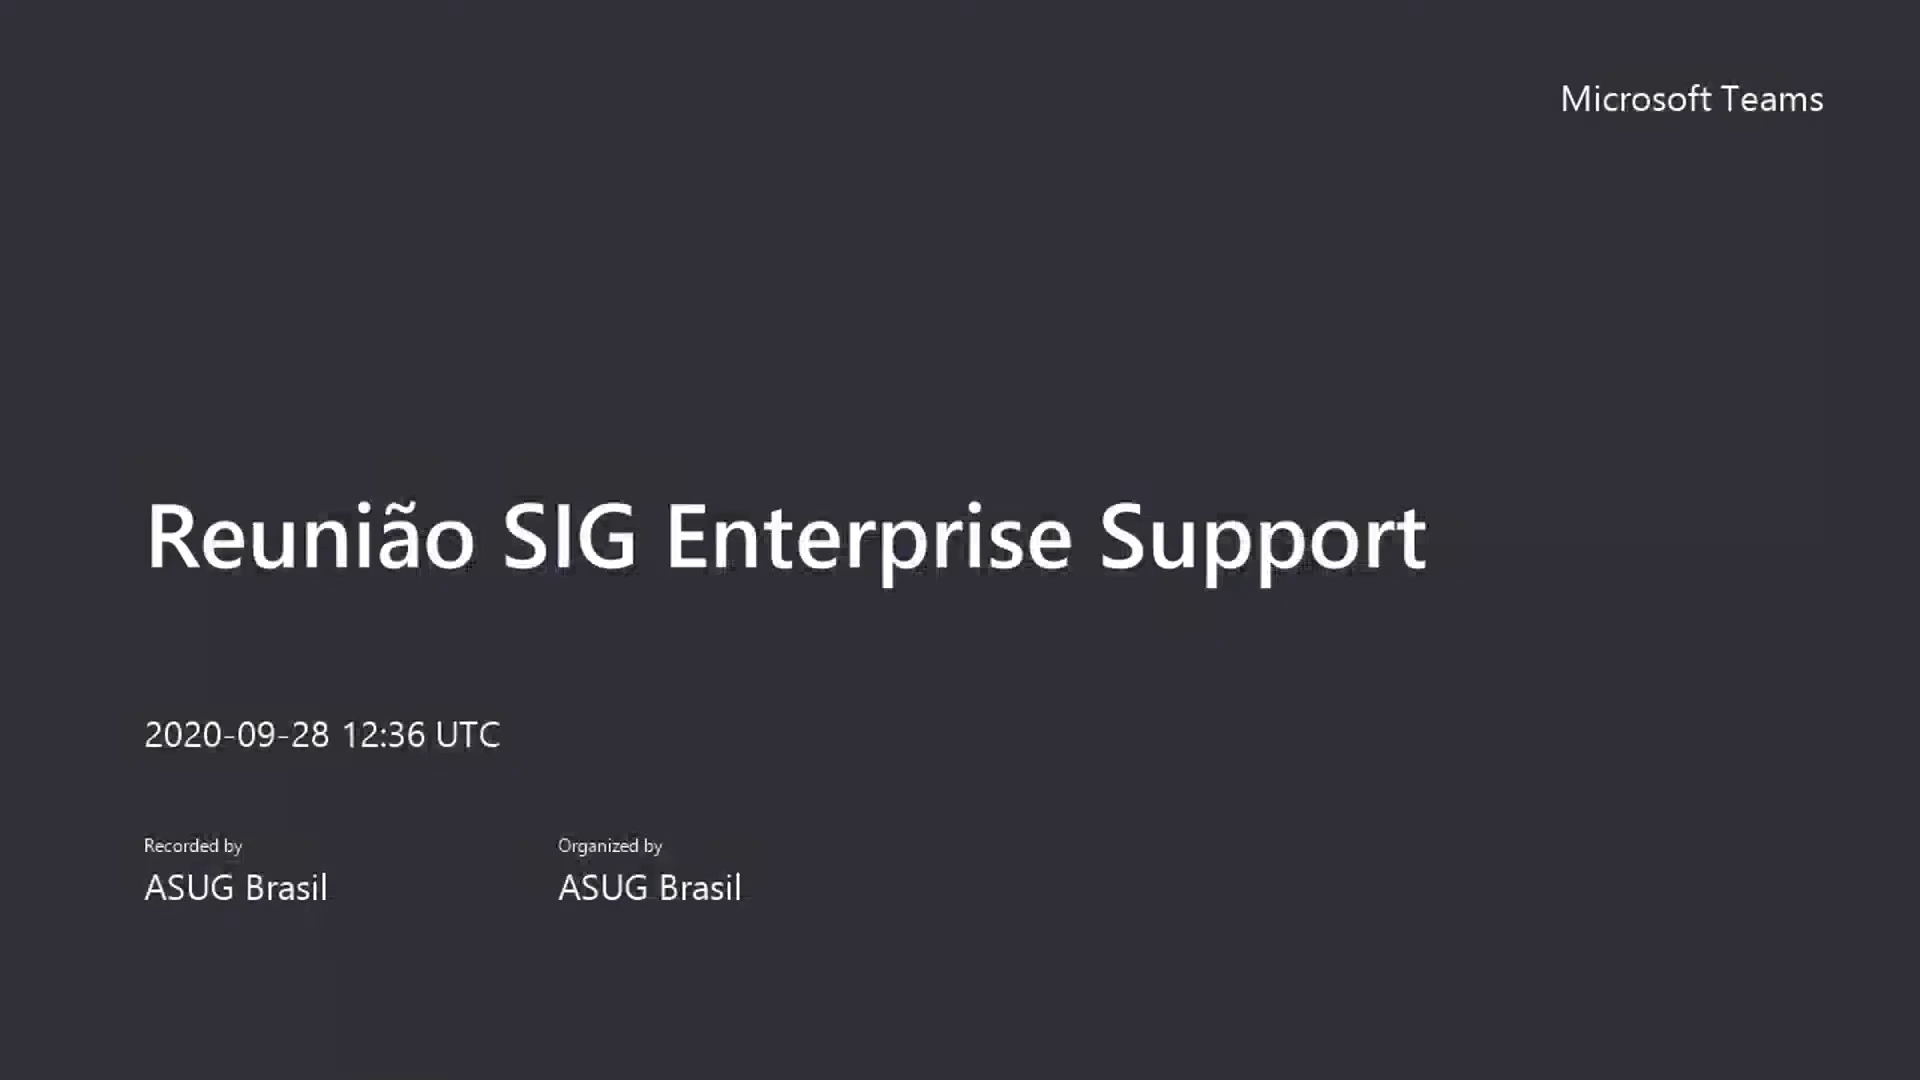 Microsoft Teams
Reunião SIG Enterprise Support
2020-09-28 12:36 UTC
Recorded by
ASUG Brasil
Organized by
ASUG Brasil